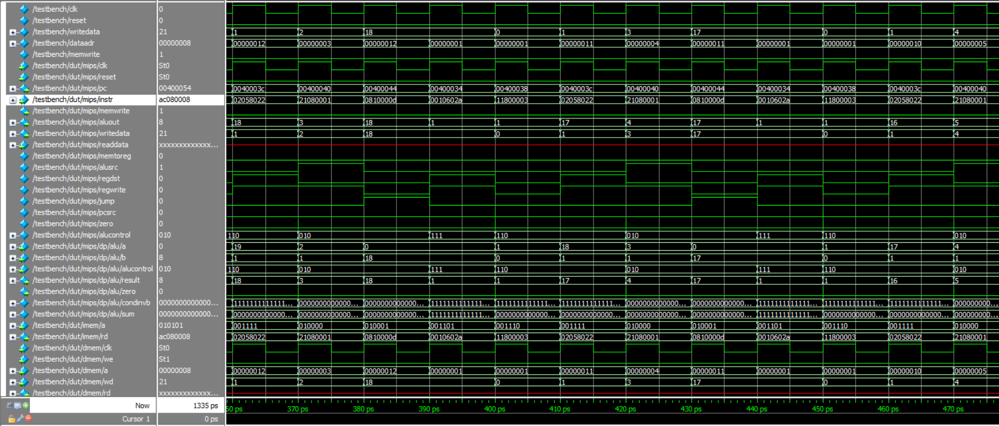 /testbench/clk 0
/testbench/reset 0
/testbench/writedata 21 1 2 18 0 1 3 17 0 1 4
/testbench/dataadr 00000008 00000012 00000003 00000012 00000001 00000001 00000011 00000004 00000011 00000001 00000001 00000010 00000005
/testbench/memwrite 1
/testbench/dut/mips/clk St0
/testbench/dut/mips/reset St0
/testbench/dut/mips/pc 00400054 0040003c 00400040 00400044 00400034 00400038 0040003c 00400040 00400044 00400034 00400038 0040003c 00400040
/testbench/dut/mips/instr ac080008 02058022 21080001 0810000d 0010602a 11800003 02058022 21080001 0810000d 0010602a 11800003 02058022 21080001
/testbench/dut/mips/memwrite 1
/testbench/dut/mips/aluout 8 18 3 18 1 1 17 4 17 1 1 16 5
/testbench/dut/mips/writedata 21 1 2 18 0 1 3 17 0 1 4
/testbench/dut/mips/readdata xxxxxxxxxxxxx...
/testbench/dut/mips/memtoreg 0
/testbench/dut/mips/alusrc 1
/testbench/dut/mips/regdst 0
/testbench/dut/mips/regwrite 0
/testbench/dut/mips/jump 0
/testbench/dut/mips/pcsrc 0
/testbench/dut/mips/zero 0
/testbench/dut/mips/alucontrol 010 110 010 111 110 010 111 110 010
/testbench/dut/mips/dp/alu/a 0 19 2 0 1 18 3 0 1 17 4
/testbench/dut/mips/dp/alu/b 8 1 1 18 0 1 1 17 0 1 1
/testbench/dut/mips/dp/alu/alucontrol 010 110 010 111 110 010 111 110 010
/testbench/dut/mips/dp/alu/result 8 18 3 18 1 1 17 4 17 1 1 16 5
/testbench/dut/mips/dp/alu/zero 0
/testbench/dut/mips/dp/alu/condinvb 0000000000000... 1111111111111... 0000000000000... 0000000000000... 1111111111111... 1111111111111... 1111111111111... 0000000000000... 0000000000000... 1111111111111... 1111111111111... 1111111111111... 000000000...
/testbench/dut/mips/dp/alu/sum 0000000000000... 0000000000000... 0000000000000... 0000000000000... 1111111111111... 0000000000000... 0000000000000... 0000000000000... 0000000000000... 1111111111111... 0000000000000... 0000000000000... 000000000...
/testbench/dut/imem/a 010101 001111 010000 010001 001101 001110 001111 010000 010001 001101 001110 001111 010000
/testbench/dut/imem/rd ac080008 02058022 21080001 0810000d 0010602a 11800003 02058022 21080001 0810000d 0010602a 11800003 02058022 21080001
/testbench/dut/dmem/clk St0
/testbench/dut/dmem/we St1
/testbench/dut/dmem/a 00000008 00000012 00000003 00000012 00000001 00000001 00000011 00000004 00000011 00000001 00000001 00000010 00000005
/testbench/dut/dmem/wd 21 1 2 18 0 1 3 17 0 1 4
/testbench/dut/dmem/rd xxxxxxxxxxxxx...
Now 1335 ps 60 ps 370 ps 380 ps 390 ps 400 ps 410 ps 420 ps 430 ps 440 ps 450 ps 460 ps 470 ps
Cursor 1 0 ps